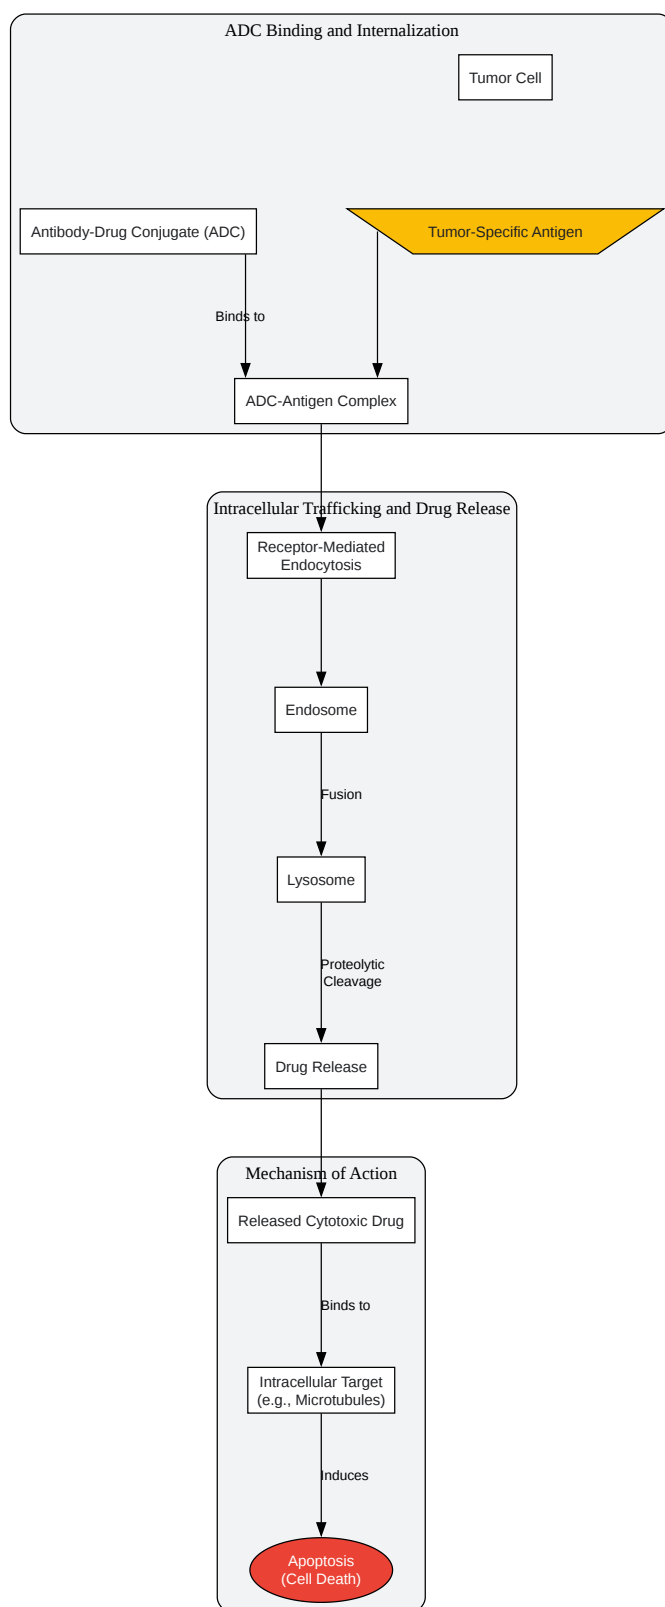 ADC Binding and Internalization
Tumor Cell
Antibody-Drug Conjugate (ADC)
Tumor-Specific Antigen
Binds to
ADC-Antigen Complex
Intracellular Trafficking and Drug Release
Receptor-Mediated
Endocytosis
Endosome
Fusion
Lysosome
Proteolytic
Cleavage
Drug Release
Mechanism of Action
Released Cytotoxic Drug
Binds to
Intracellular Target
(e.g., Microtubules)
Induces
Apoptosis
(Cell Death)